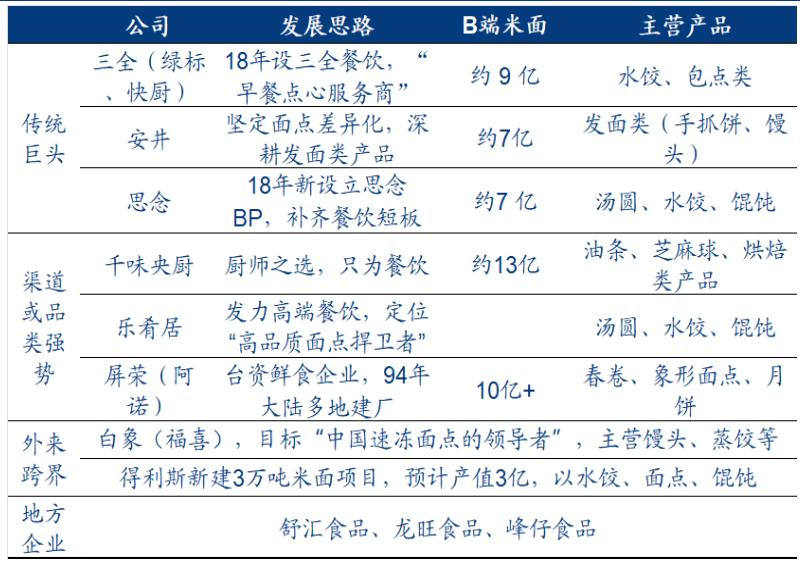 公司 发展思路 B端米面 主营产品
传统
巨头
三全（绿标
、快厨）
18年设三全餐饮，“
早餐点心服务商”
约 9 亿
水饺、包点类
安井
坚定面点差异化，深
耕发面类产品
约7亿
发面类（手抓饼、馒
头）
思念
18年新设立思念
BP，补齐餐饮短板
约7 亿
汤圆、水饺、馄饨
渠道
或品
类强
势
千味央厨
厨师之选，只为餐饮
约13亿
油条、芝麻球、烘焙
类产品
乐肴居
发力高端餐饮，定位
“高品质面点捍卫者”
汤圆、水饺、馄饨
屏荣（阿
诺）
台资鲜食企业，94年
大陆多地建厂
10亿+
春卷、象形面点、月
饼
外来
跨界
白象（福喜），目标“中国速冻面点的领导者”，主营馒头、蒸饺等
得利斯新建3万吨米面项目，预计产值3亿，以水饺、面点、馄饨
地方
企业
舒汇食品、龙旺食品、峰仔食品